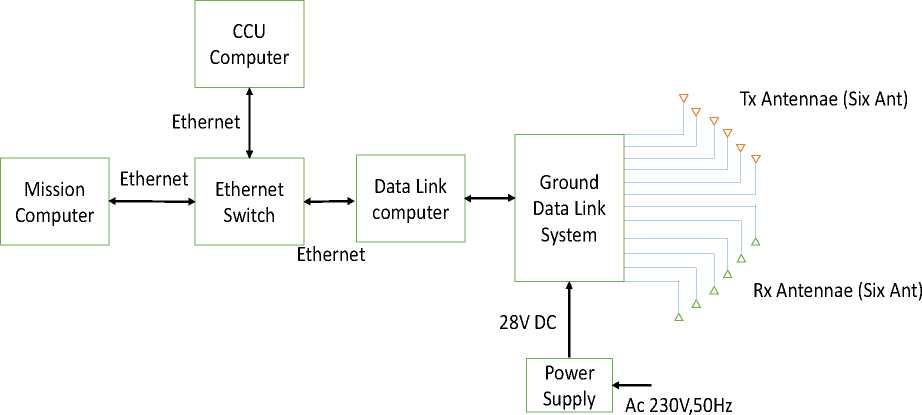 CCU
Computer
Tx Antennae (Six Ant)
Ethernet
Mission
Computer
Ethernet
Ethernet
Switch
Ethernet
Data Link
computer
Ground
Data Link
System
Rx Antennae (Six Ant)
28V DC
Power
Supply
Ac 230V,50Hz